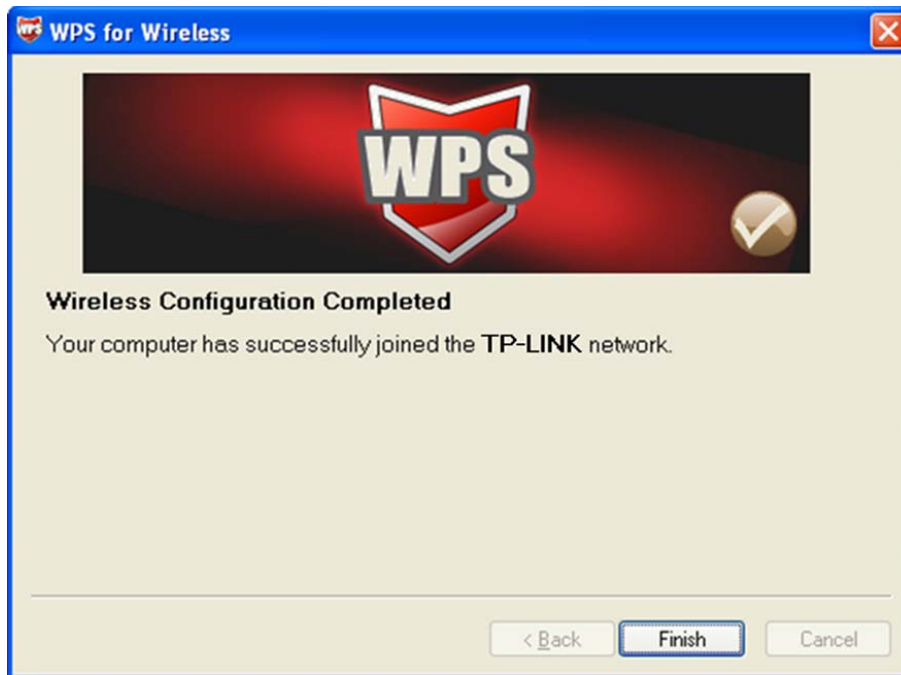 WPS for Wireless
WPS
Wireless Configuration Completed
Your computer has successfully joined the TP-LINK network.
< Back
Finish
Cancel